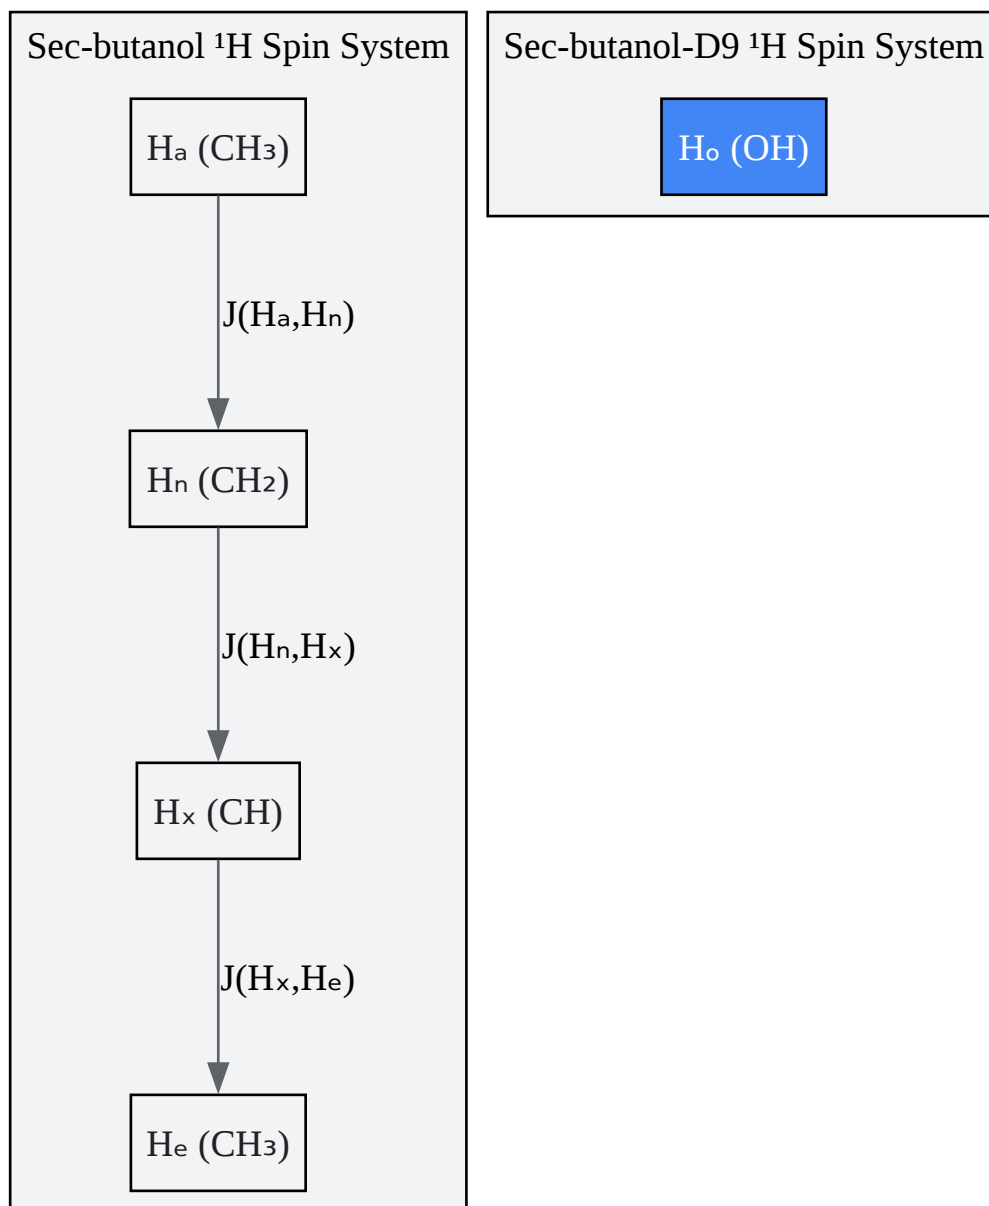 Sec-butanol ¹H Spin System
Hₐ (CH₃)
J(Hₐ,Hₙ)
Hₙ (CH₂)
J(Hₙ,Hₓ)
Hₓ (CH)
J(Hₓ,Hₑ)
Hₑ (CH₃)
Sec-butanol-D9 ¹H Spin System
Hₒ (OH)